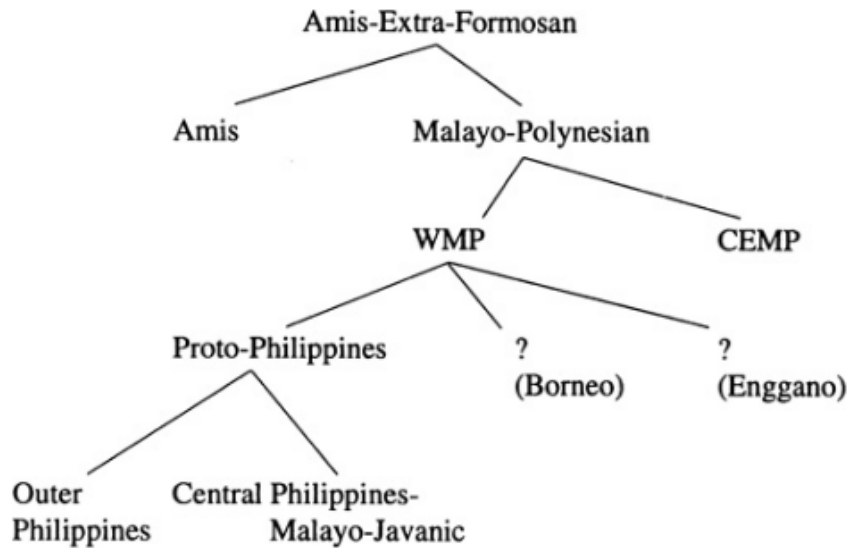 Amis-Extra-Formosan
Amis Malayo-Polynesian
WMP CEMP
Proto-Philippines ? ?
(Borneo) (Enggano)
Outer Central Philippines-
Philippines Malayo-Javanic